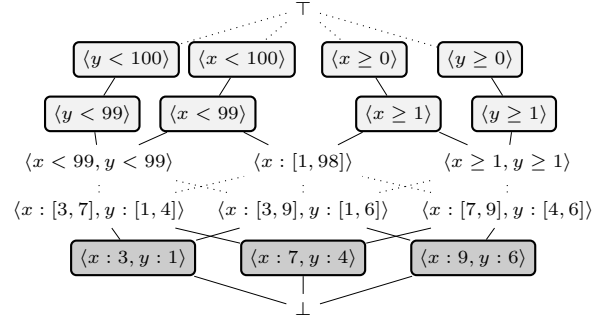 ⊤
⟨y < 100⟩ ⟨x < 100⟩ ⟨x ≥ 0⟩ ⟨y ≥ 0⟩
⟨y < 99⟩ ⟨x < 99⟩ ⟨x ≥ 1⟩ ⟨y ≥ 1⟩
⟨x < 99, y < 99⟩ ⟨x : [1, 98]⟩ ⟨x ≥ 1, y ≥ 1⟩
⟨x : [3, 7], y : [1, 4]⟩ ⟨x : [3, 9], y : [1, 6]⟩ ⟨x : [7, 9], y : [4, 6]⟩
⟨x : 3, y : 1⟩ ⟨x : 7, y : 4⟩ ⟨x : 9, y : 6⟩
⊥